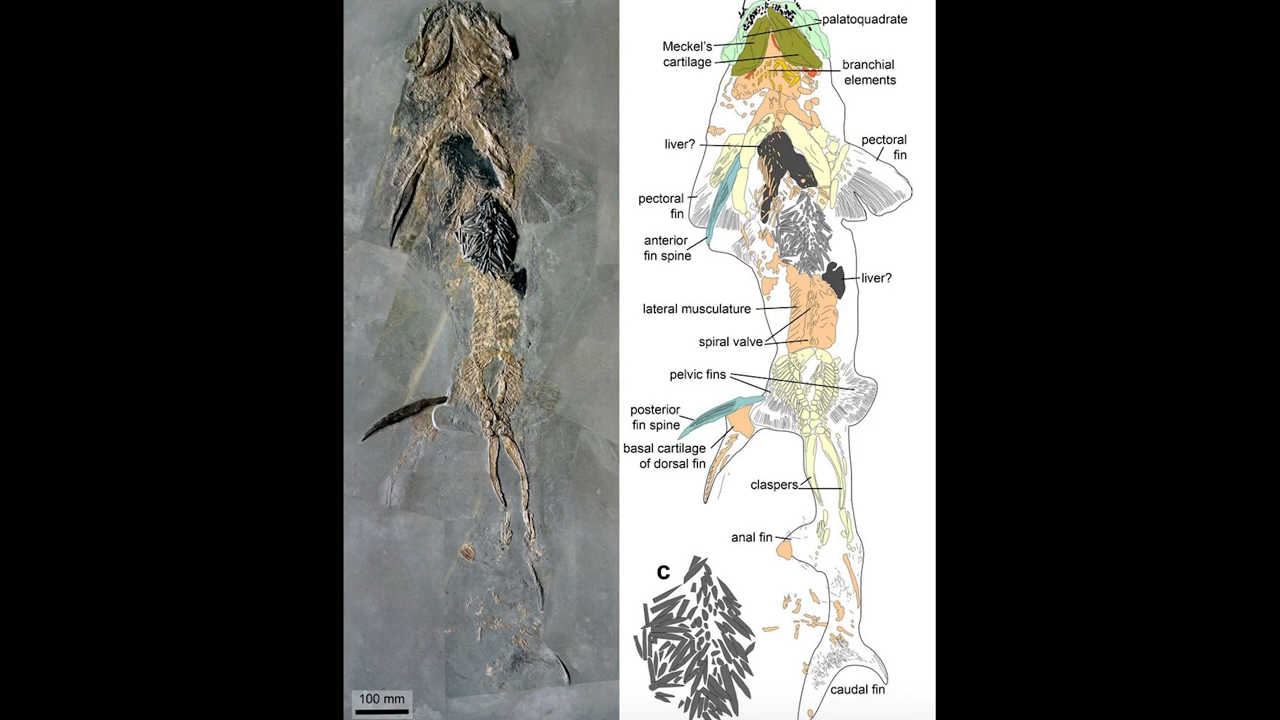 palatoquadrate
Meckel's
cartilage
branchial
elements
liver?
pectoral
fin
pectoral
fin
anterior
fin spine
liver?
lateral musculature
spiral valve
pelvic fins
posterior
fin spine
basal cartilage
of dorsal fin
claspers
anal fin
c
caudal fin
100 mm